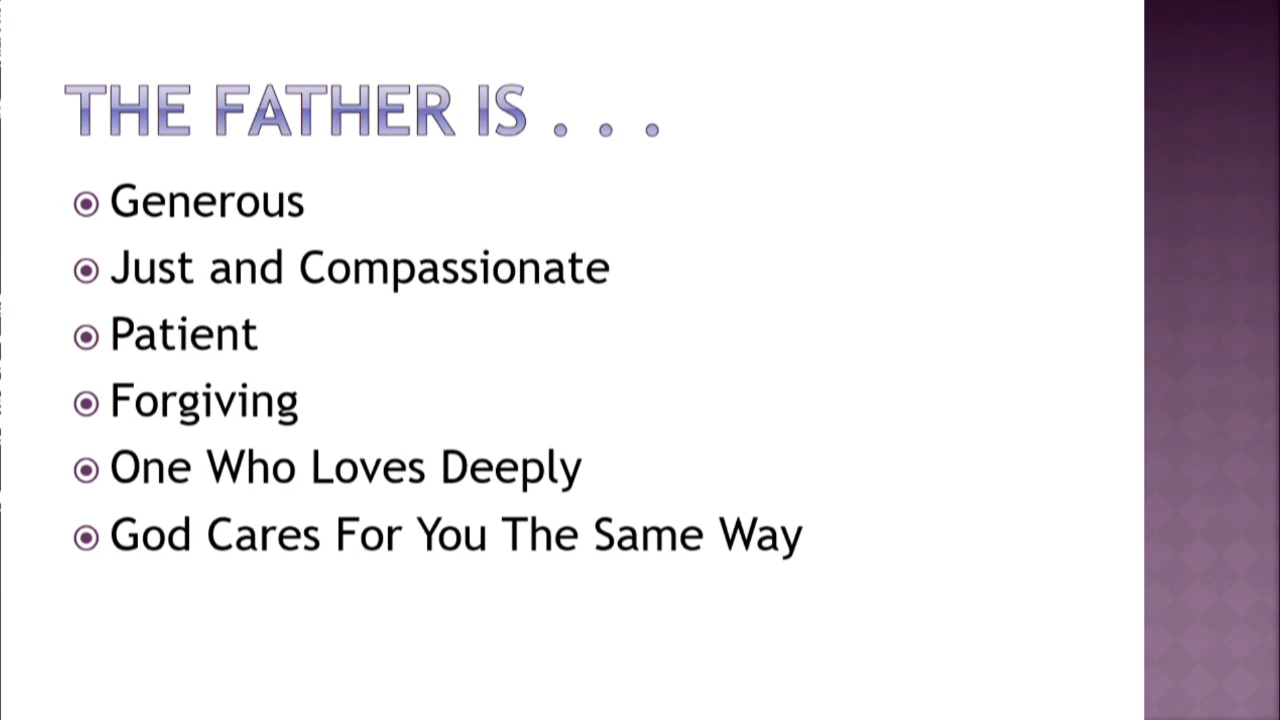 THE FATHER IS . . .
Generous
Just and Compassionate
Patient
Forgiving
One Who Loves Deeply
God Cares For You The Same Way